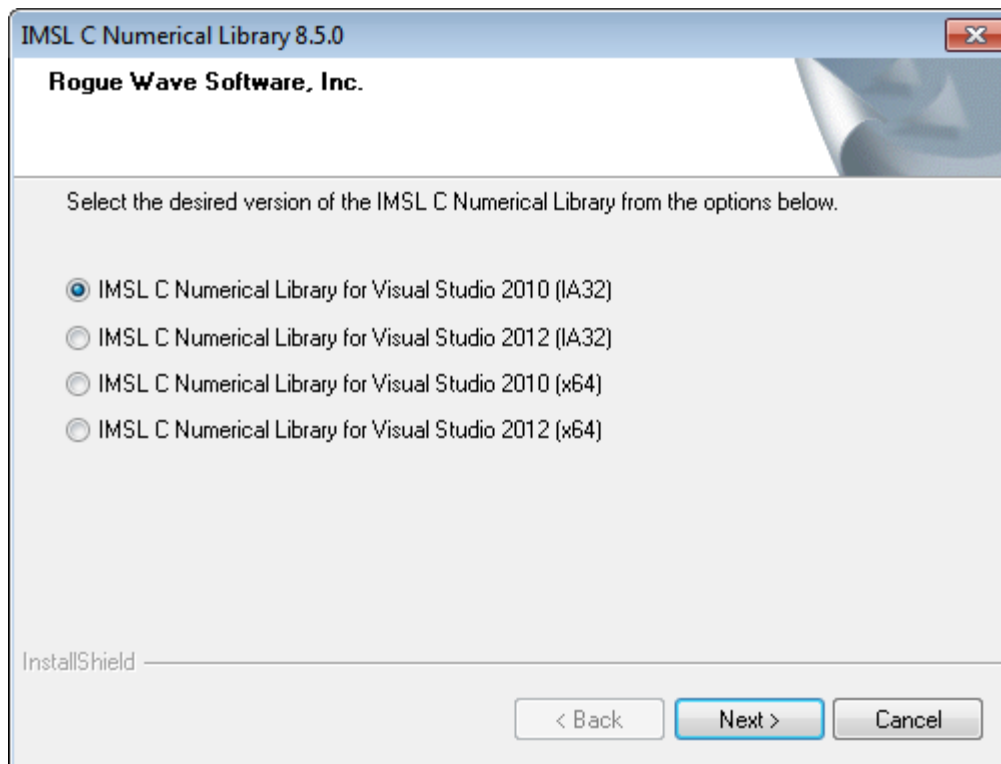 IMSL C Numerical Library 8.5.0
Rogue Wave Software, Inc.
Select the desired version of the IMSL C Numerical Library from the options below.
IMSL C Numerical Library for Visual Studio 2010 (IA32)
IMSL C Numerical Library for Visual Studio 2012 (IA32)
IMSL C Numerical Library for Visual Studio 2010 (x64)
IMSL C Numerical Library for Visual Studio 2012 (x64)
InstallShield
< Back Next > Cancel